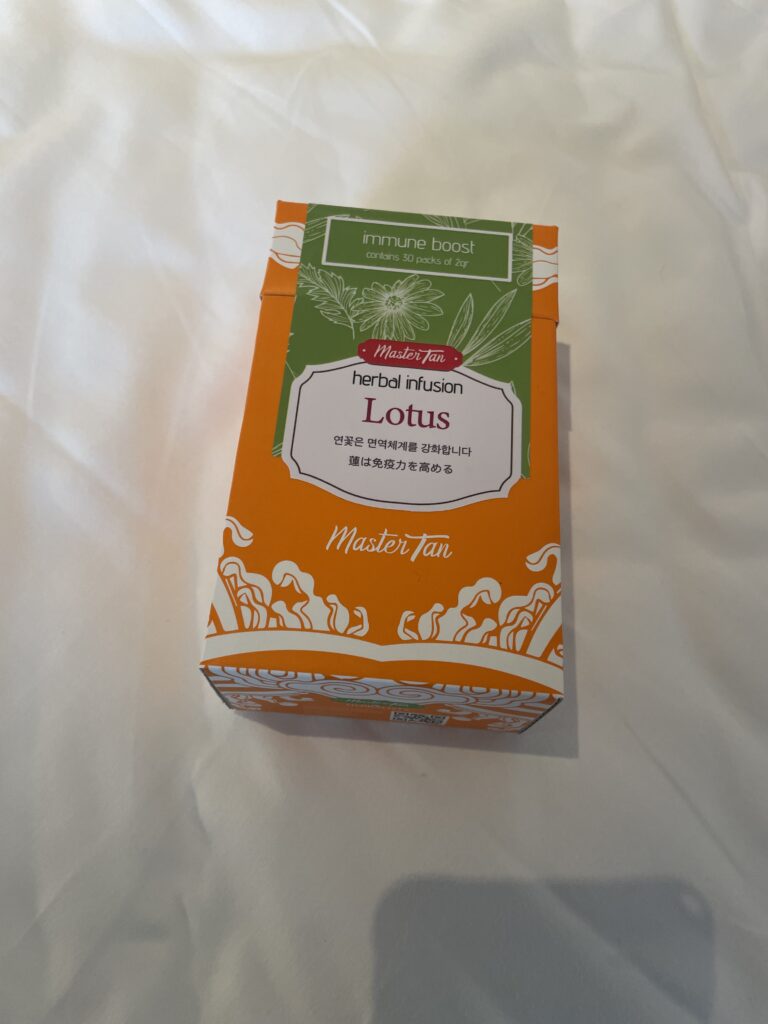 immune boost
contains 30 packs of 2gr
Master Tan
herbal infusion
Lotus
연꽃은 면역체계를 강화합니다
蓮は免疫力を高める
Master Tan